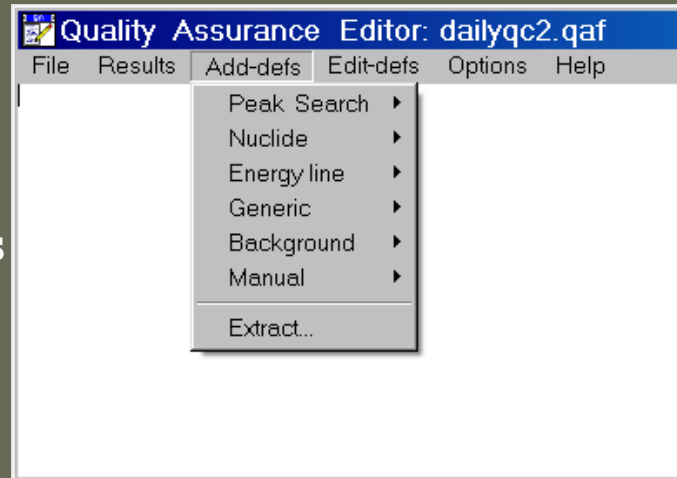 Quality Assurance Editor: dailyqc2.qaf
File Results Add-defs Edit-defs Options Help
Peak Search
Nuclide
Energy line
Generic
Background
Manual
Extract...